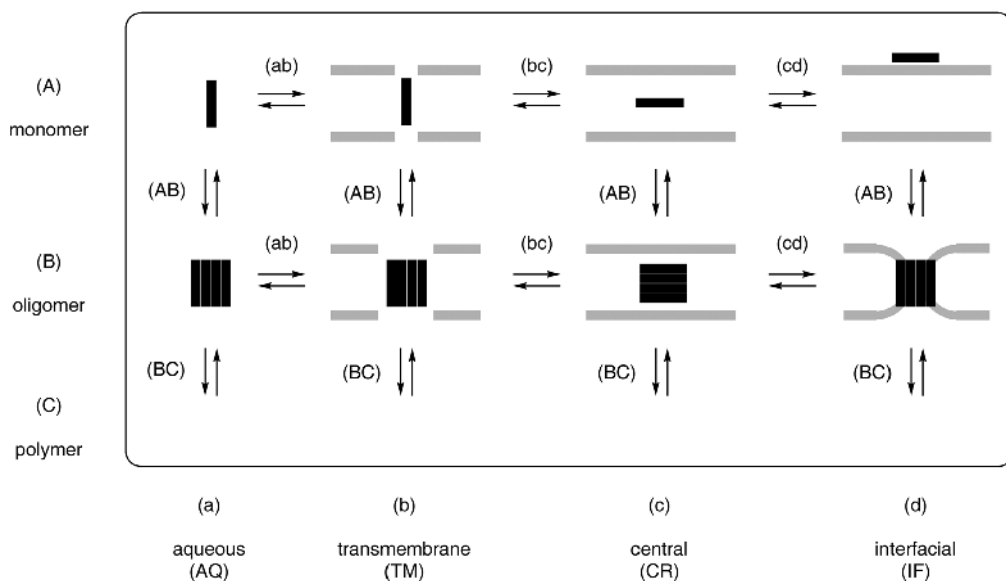 (A)
monomer
(ab)
(bc)
(cd)
(AB)
(AB)
(AB)
(AB)
(B)
oligomer
(ab)
(bc)
(cd)
(BC)
(BC)
(BC)
(BC)
(C)
polymer
(a)
(b)
(c)
(d)
aqueous
(AQ)
transmembrane
(TM)
central
(CR)
interfacial
(IF)